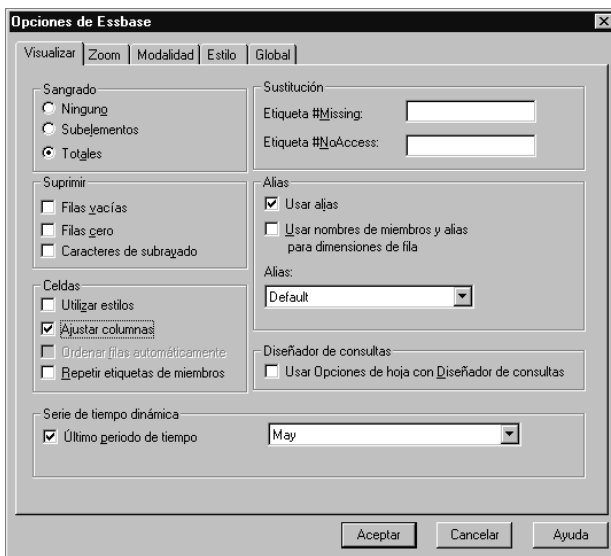 Opciones de Essbase
Visualizar
Zoom
Modalidad
Estilo
Global
Sangrado
Ninguno
Subelementos
Totales
Suprimir
Filas vacías
Filas cero
Caracteres de subrayado
Celdas
Utilizar estilos
Ajustar columnas
Ordenar filas automáticamente
Repetir etiquetas de miembros
Sustitución
Etiqueta #Missing:
Etiqueta #NoAccess:
Alias
Usar alias
Usar nombres de miembros y alias
para dimensiones de fila
Alias:
Default
Diseñador de consultas
Usar Opciones de hoja con Diseñador de consultas
Serie de tiempo dinámica
Último periodo de tiempo
May
Aceptar
Cancelar
Ayuda